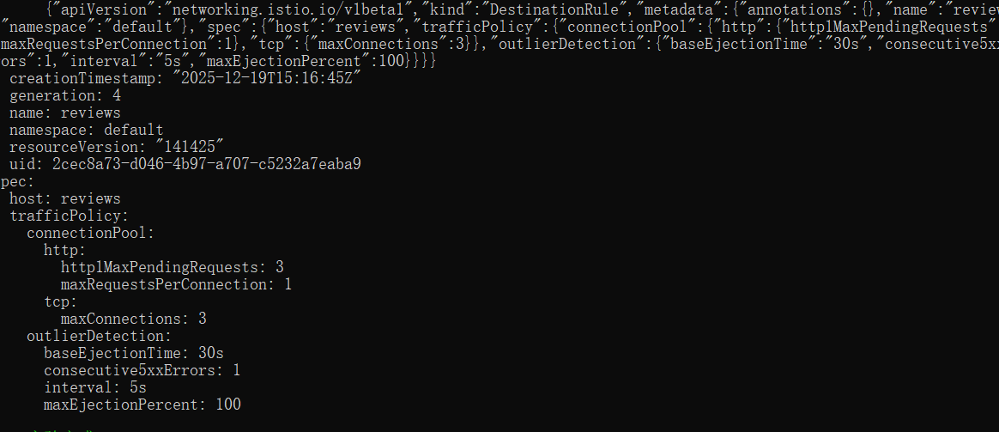 {"apiVersion":"networking.istio.io/v1beta1","kind":"DestinationRule","metadata":{"annotations":{},"name":"review
"namespace":"default"},"spec":{"host":"reviews","trafficPolicy":{"connectionPool":{"http":{"http1MaxPendingRequests"
maxRequestsPerConnection":1},"tcp":{"maxConnections":3}},"outlierDetection":{"baseEjectionTime":"30s","consecutive5xx
ors":1,"interval":"5s","maxEjectionPercent":100}}}}
creationTimestamp: "2025-12-19T15:16:45Z"
generation: 4
name: reviews
namespace: default
resourceVersion: "141425"
uid: 2cec8a73-d046-4b97-a707-c5232a7eaba9
pec:
host: reviews
trafficPolicy:
connectionPool:
http:
http1MaxPendingRequests: 3
maxRequestsPerConnection: 1
tcp:
maxConnections: 3
outlierDetection:
baseEjectionTime: 30s
consecutive5xxErrors: 1
interval: 5s
maxEjectionPercent: 100